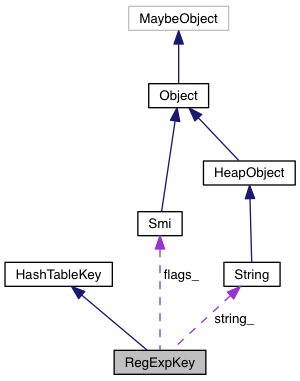 MaybeObject
Object
HeapObject
Smi
HashTableKey
flags_
String
string_
RegExpKey